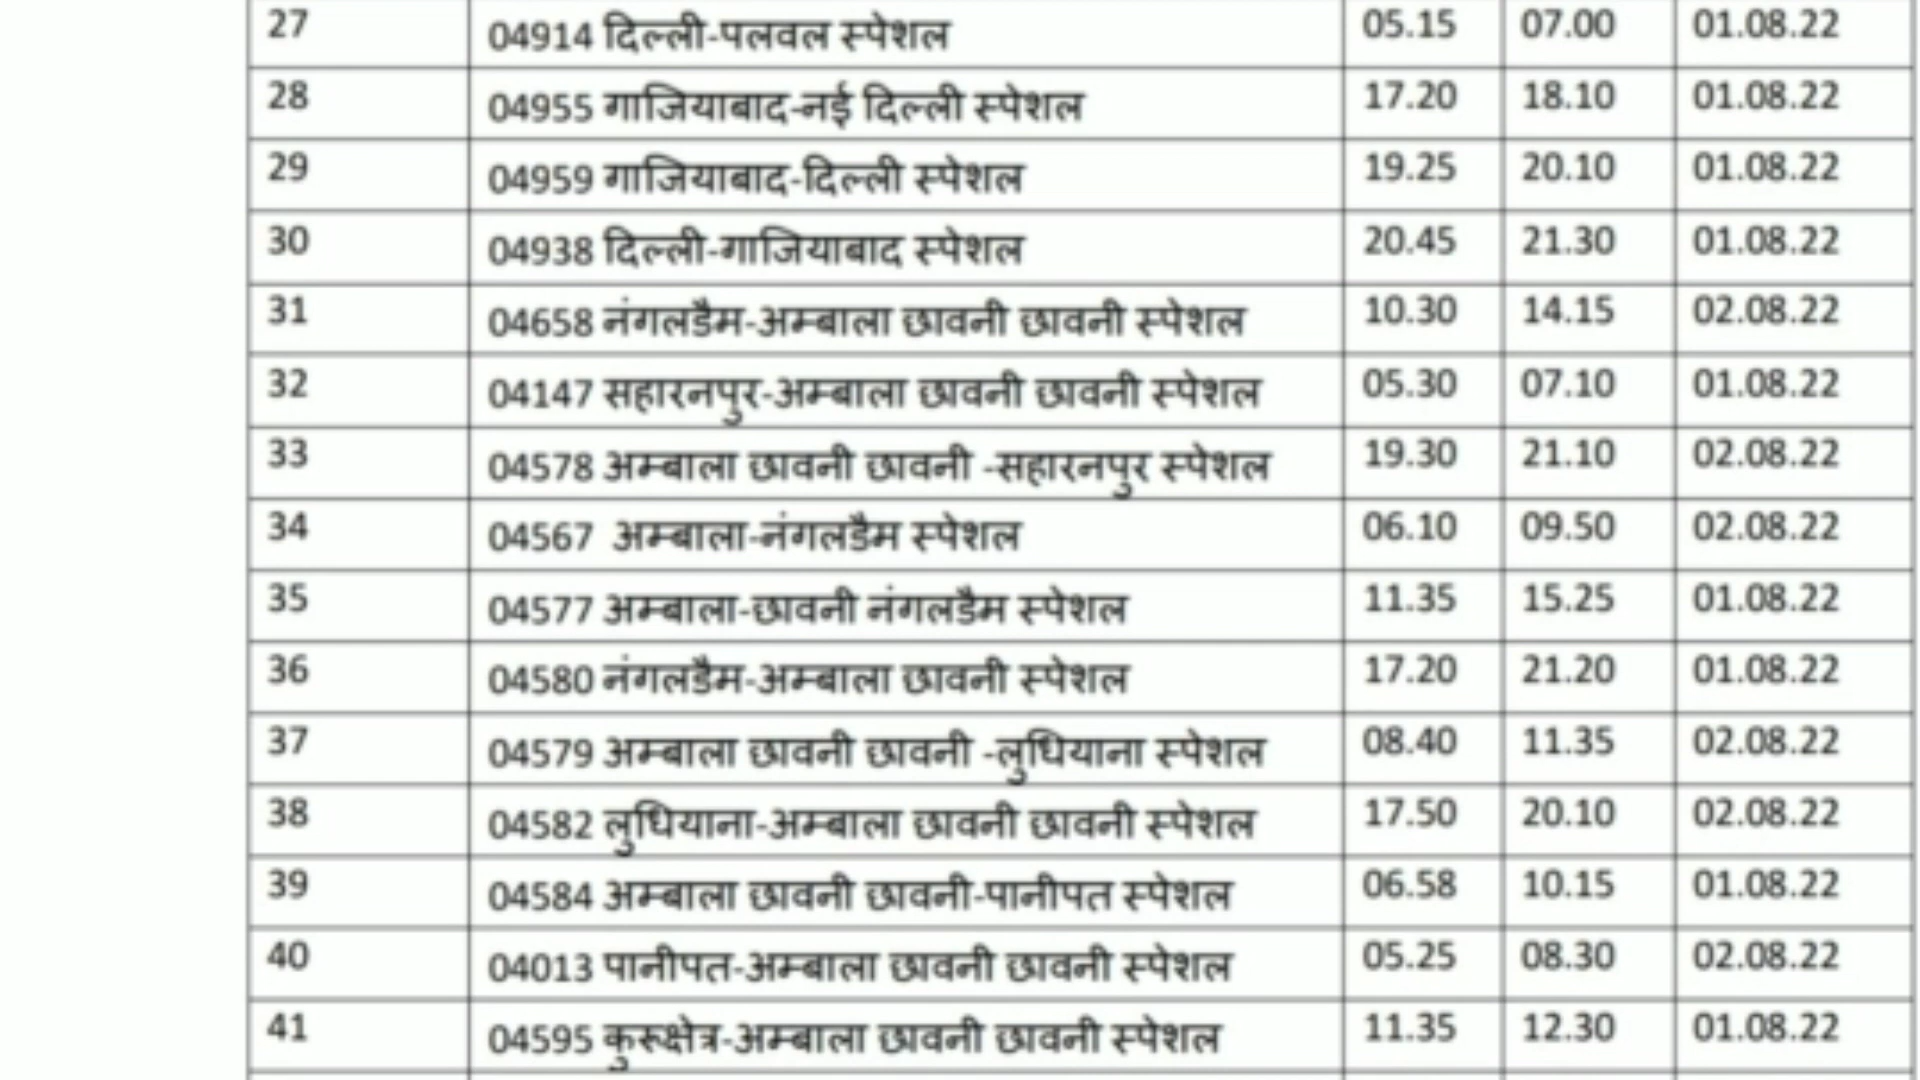 27 04914 दिल्ली-पलवल स्पेशल 05.15 07.00 01.08.22
28 04955 गाजियाबाद-नई दिल्ली स्पेशल 17.20 18.10 01.08.22
29 04959 गाजियाबाद-दिल्ली स्पेशल 19.25 20.10 01.08.22
30 04938 दिल्ली-गाजियाबाद स्पेशल 20.45 21.30 01.08.22
31 04658 नंगलडैम-अम्बाला छावनी छावनी स्पेशल 10.30 14.15 02.08.22
32 04147 सहारनपुर-अम्बाला छावनी छावनी स्पेशल 05.30 07.10 01.08.22
33 04578 अम्बाला छावनी छावनी -सहारनपुर स्पेशल 19.30 21.10 02.08.22
34 04567 अम्बाला-नंगलडैम स्पेशल 06.10 09.50 02.08.22
35 04577 अम्बाला-छावनी नंगलडैम स्पेशल 11.35 15.25 01.08.22
36 04580 नंगलडैम-अम्बाला छावनी स्पेशल 17.20 21.20 01.08.22
37 04579 अम्बाला छावनी छावनी -लुधियाना स्पेशल 08.40 11.35 02.08.22
38 04582 लुधियाना-अम्बाला छावनी छावनी स्पेशल 17.50 20.10 02.08.22
39 04584 अम्बाला छावनी छावनी-पानीपत स्पेशल 06.58 10.15 01.08.22
40 04013 पानीपत-अम्बाला छावनी छावनी स्पेशल 05.25 08.30 02.08.22
41 04595 कुरूक्षेत्र-अम्बाला छावनी छावनी स्पेशल 11.35 12.30 01.08.22